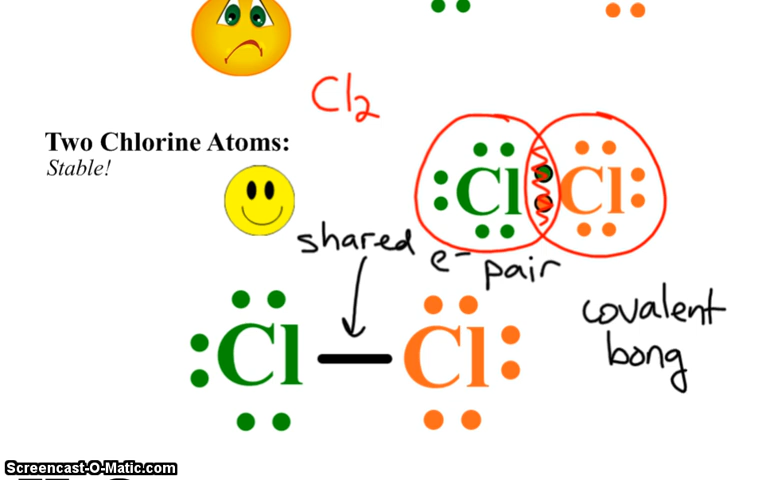 Cl₂
Two Chlorine Atoms:
Stable!
Cl Cl
shared e⁻ pair
covalent
bong
Cl — Cl
Screencast-O-Matic.com